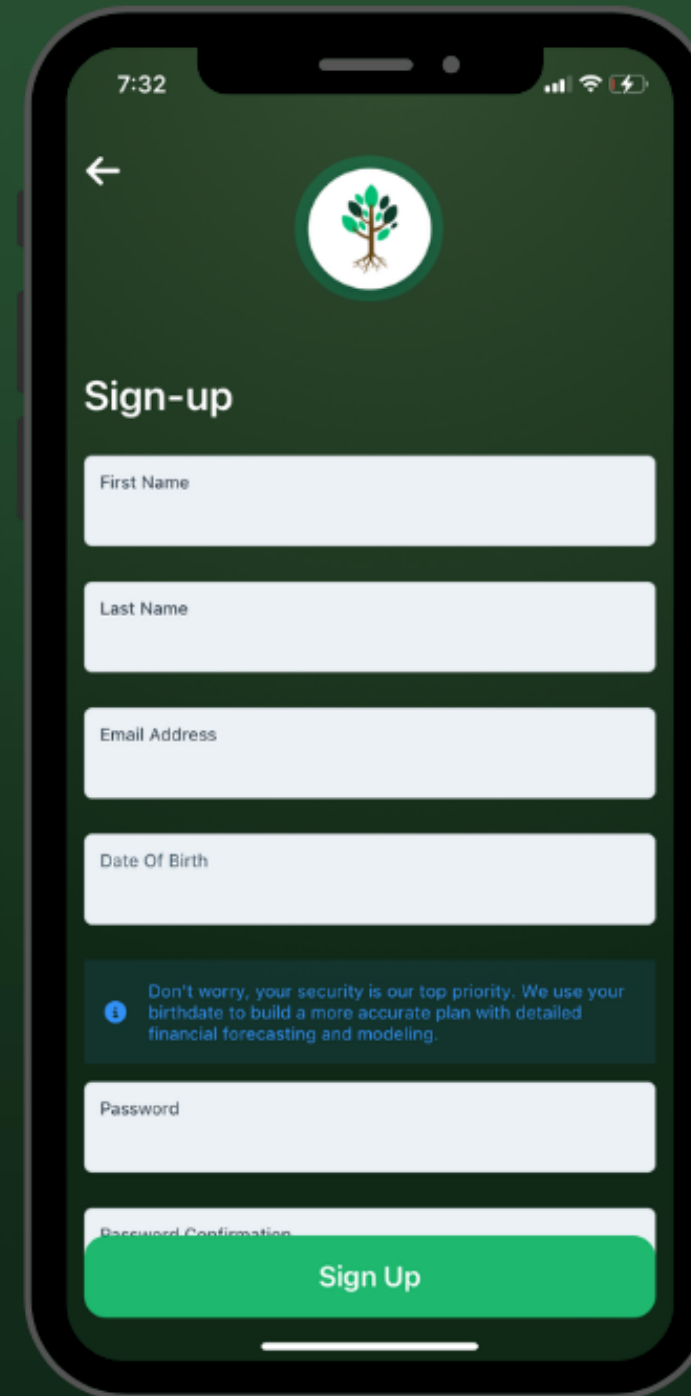 7:32
Sign-up
First Name
Last Name
Email Address
Date Of Birth
Don't worry, your security is our top priority. We use your
birthdate to build a more accurate plan with detailed
financial forecasting and modeling.
Password
Password Confirmation
Sign Up